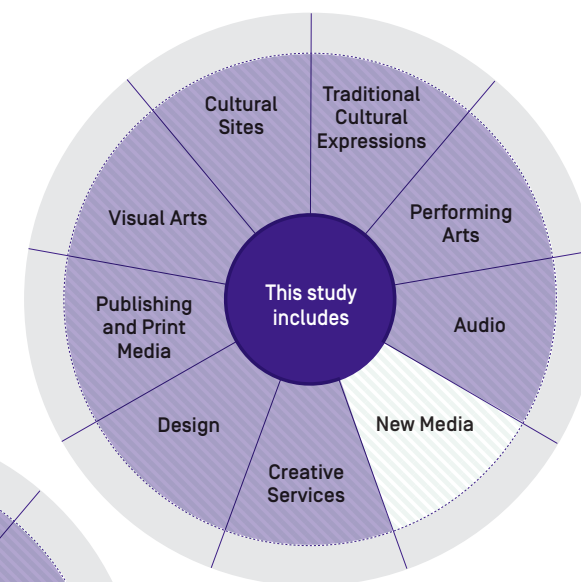 Cultural
Sites
Traditional
Cultural
Expressions
Performing
Arts
Audio
New Media
Creative
Services
Design
Publishing
and Print
Media
Visual Arts
This study
includes